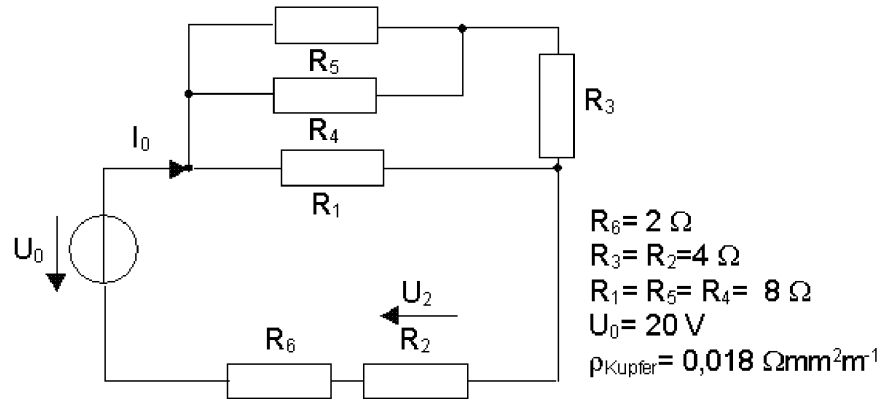 R₅
R₄
R₃
I₀
R₁
U₀
U₂
R₆
R₂
R₆= 2 Ω
R₃= R₂=4 Ω
R₁= R₅= R₄= 8 Ω
U₀= 20 V
ρKupfer= 0,018 Ωmm²m⁻¹